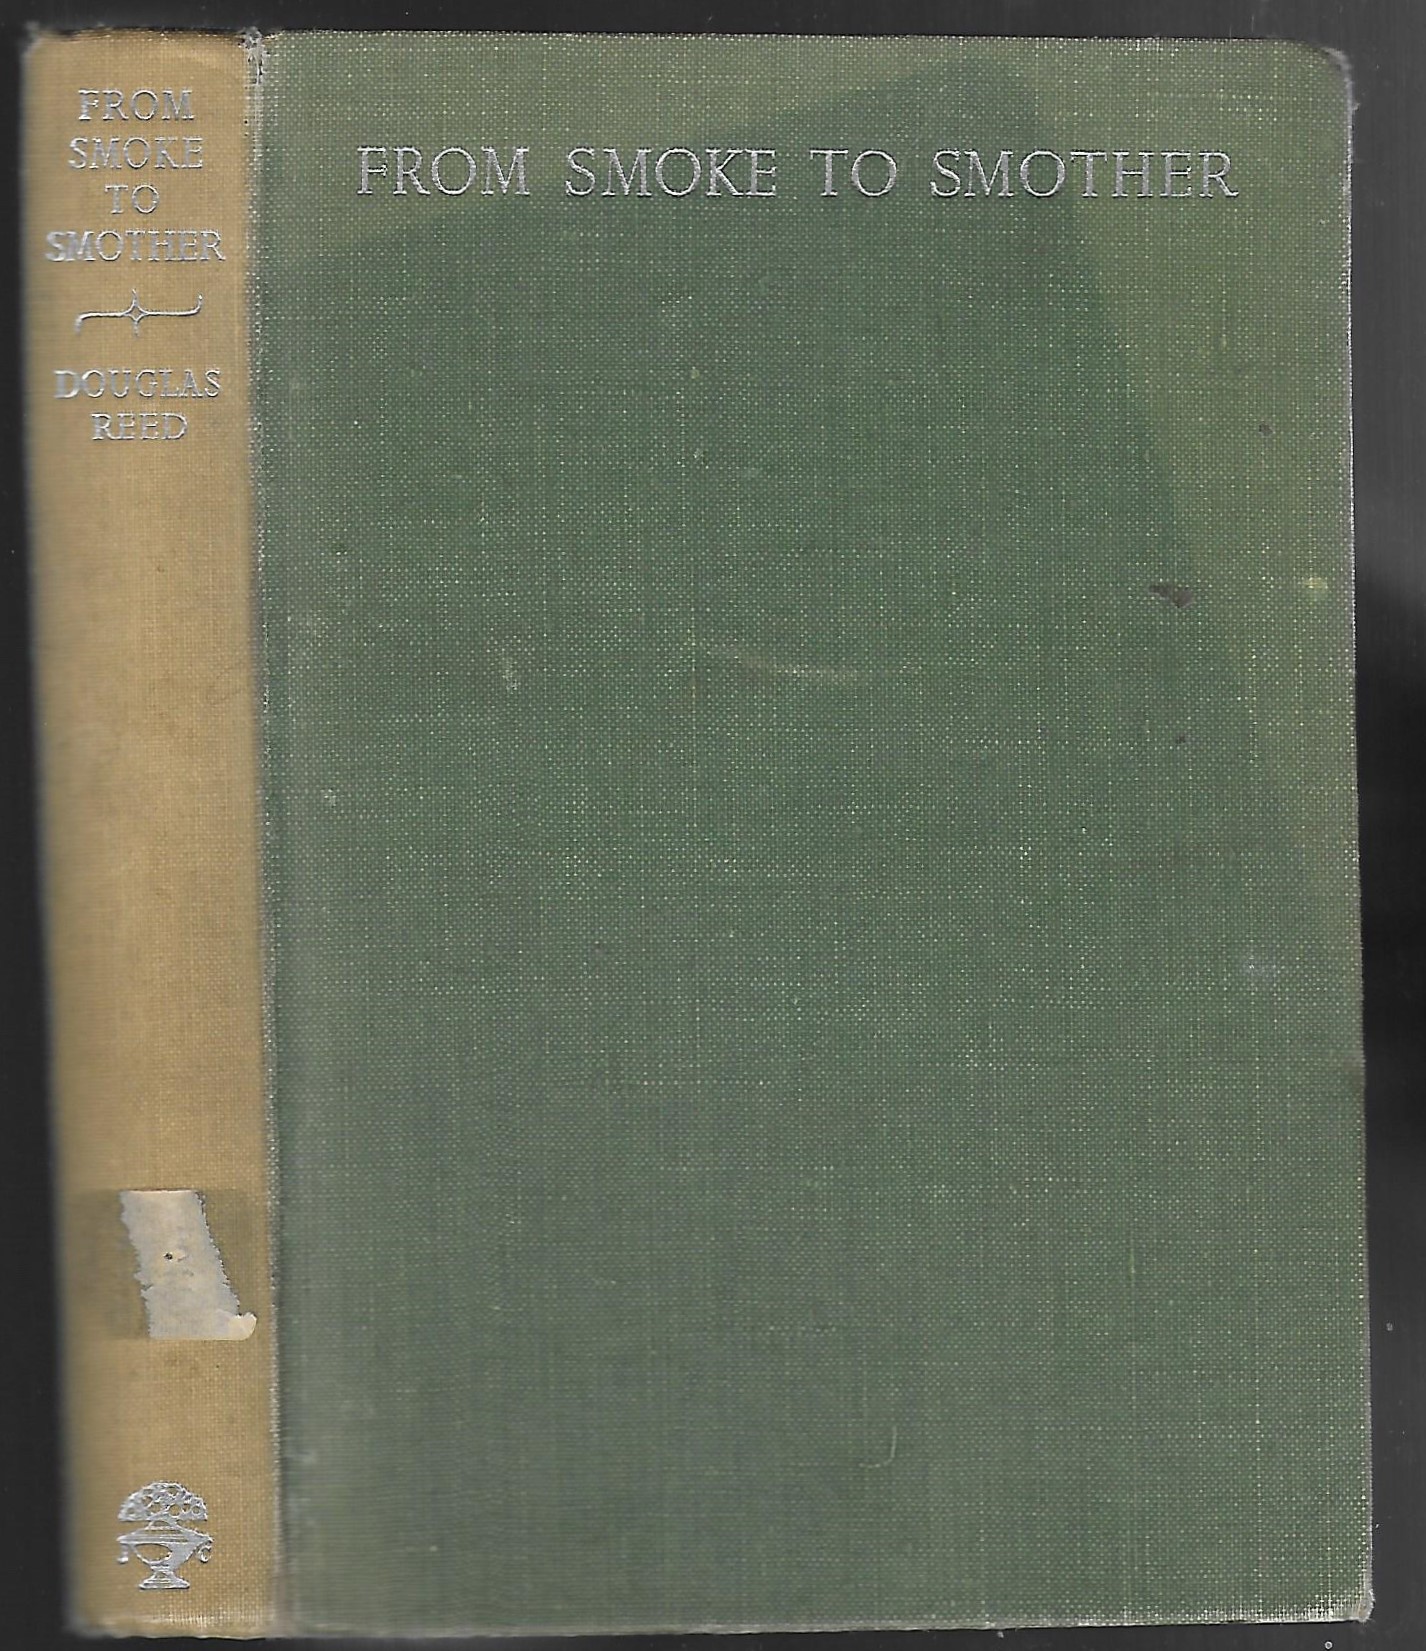 FROM
SMOKE
TO
SMOTHER
DOUGLAS
REED
FROM SMOKE TO SMOTHER